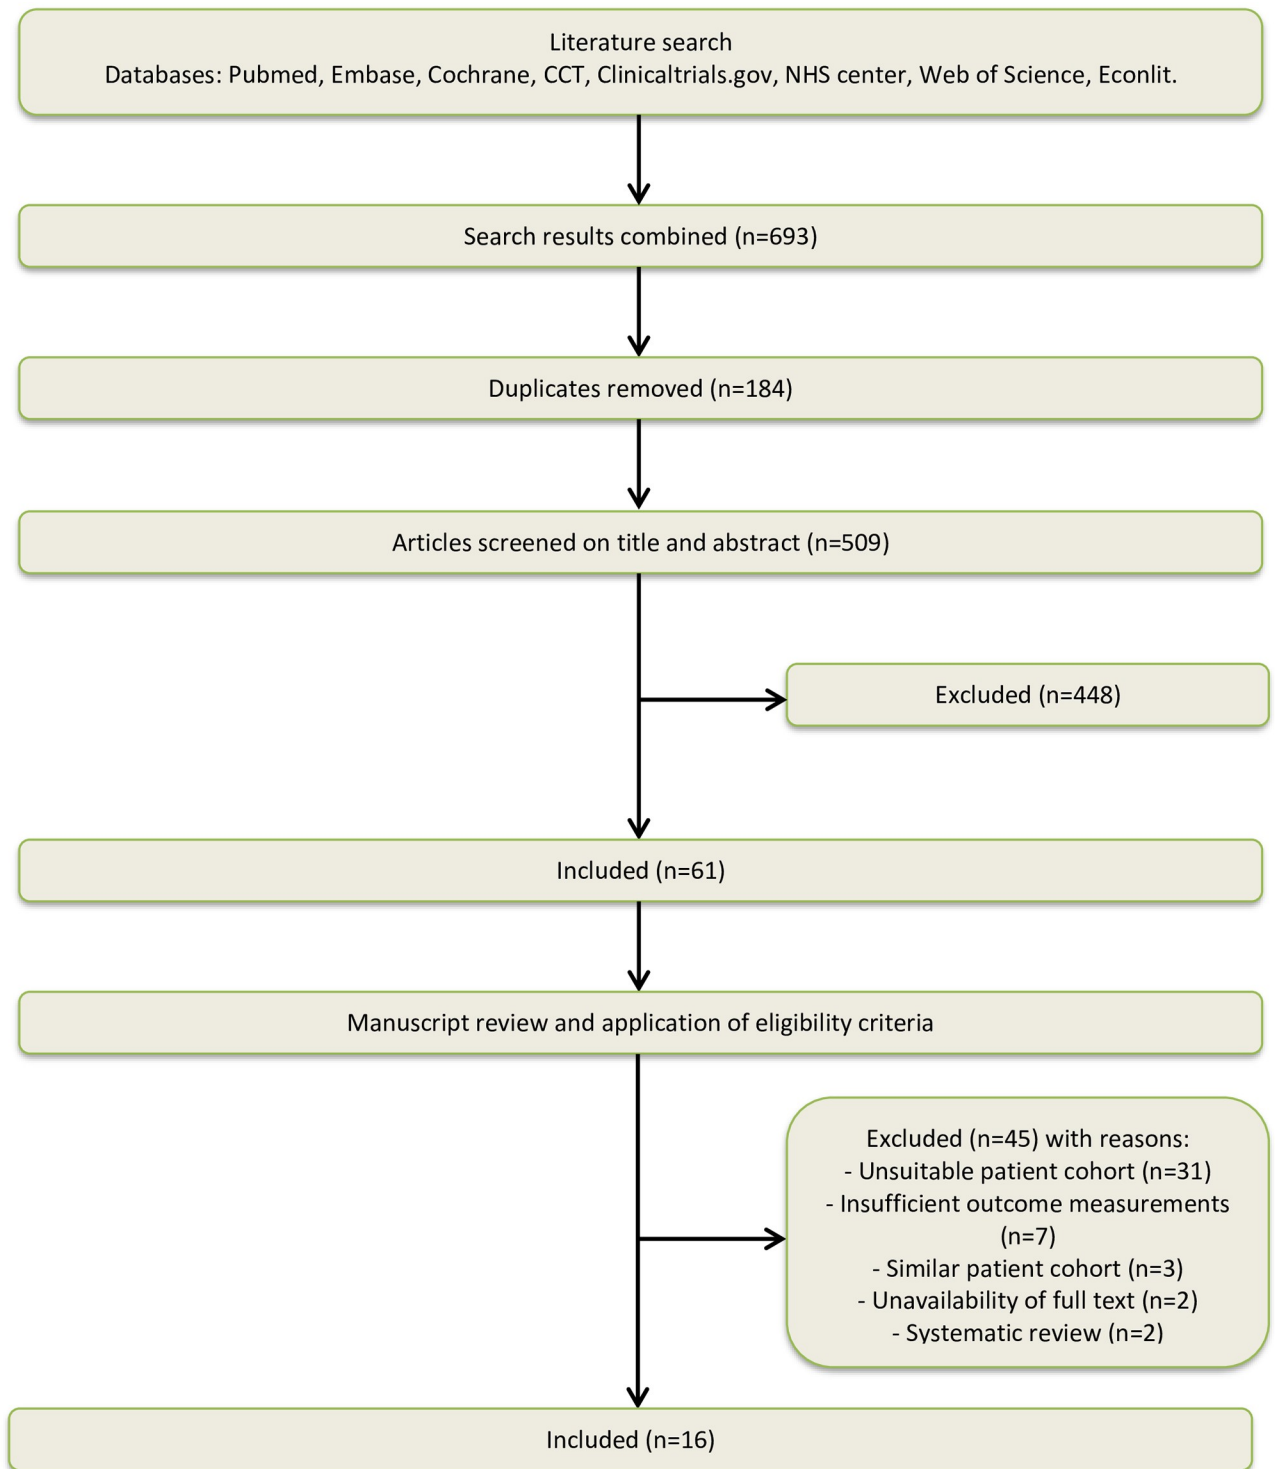 Literature search
Databases: Pubmed, Embase, Cochrane, CCT, Clinicaltrials.gov, NHS center, Web of Science, Econlit.
Search results combined (n=693)
Duplicates removed (n=184)
Articles screened on title and abstract (n=509)
Excluded (n=448)
Included (n=61)
Manuscript review and application of eligibility criteria
Excluded (n=45) with reasons:
- Unsuitable patient cohort (n=31)
- Insufficient outcome measurements
(n=7)
- Similar patient cohort (n=3)
- Unavailability of full text (n=2)
- Systematic review (n=2)
Included (n=16)